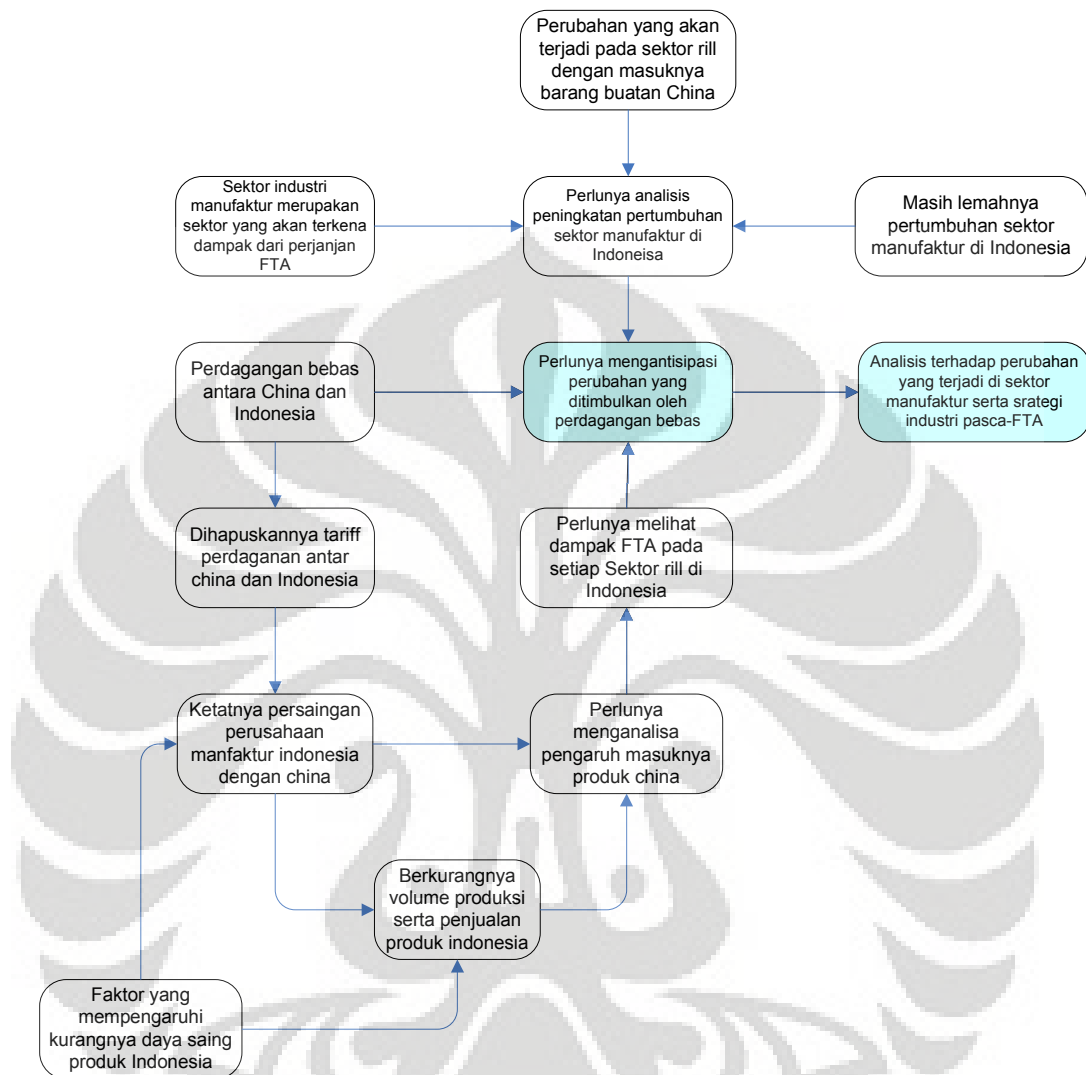 Perubahan yang akan
terjadi pada sektor rill
dengan masuknya
barang buatan China
Sektor industri
manufaktur merupakan
sektor yang akan terkena
dampak dari perjanjan
FTA
Perlunya analisis
peningkatan pertumbuhan
sektor manufaktur di
Indoneisa
Masih lemahnya
pertumbuhan sektor
manufaktur di Indonesia
Perdagangan bebas
antara China dan
Indonesia
Perlunya mengantisipasi
perubahan yang
ditimbulkan oleh
perdagangan bebas
Analisis terhadap perubahan
yang terjadi di sektor
manufaktur serta srategi
industri pasca-FTA
Dihapuskannya tariff
perdaganan antar
china dan Indonesia
Perlunya melihat
dampak FTA pada
setiap Sektor rill di
Indonesia
Ketatnya persaingan
perusahaan
manfaktur indonesia
dengan china
Perlunya
menganalisa
pengaruh masuknya
produk china
Berkurangnya
volume produksi
serta penjualan
produk indonesia
Faktor yang
mempengaruhi
kurangnya daya saing
produk Indonesia